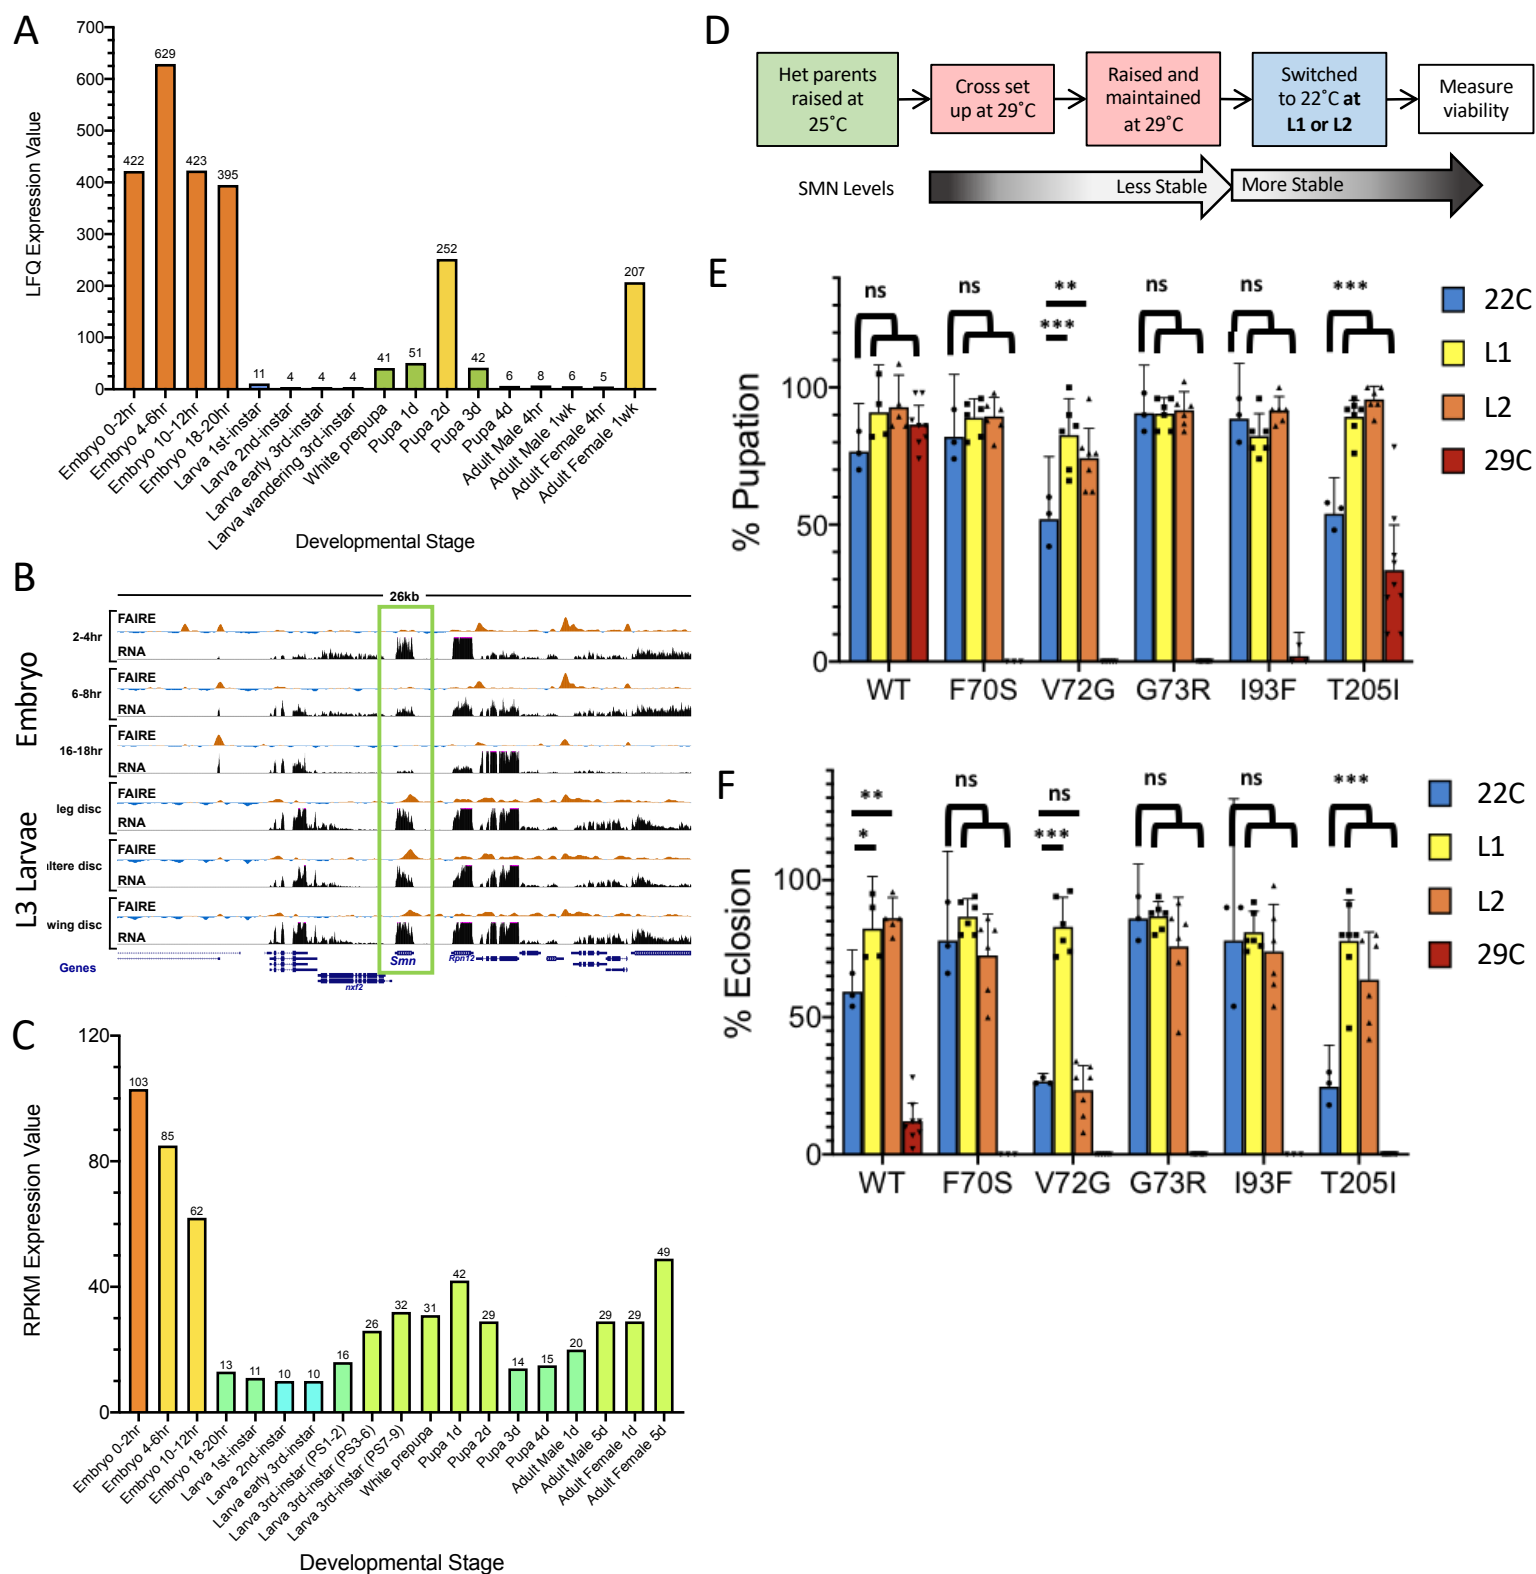 A
LFQ Expression Value
700
600
500
400
300
200
100
0
422
629
423
395
11
4
4
4
41
51
252
42
6
8
6
5
207
Embryo 0-2hr
Embryo 4-6hr
Embryo 10-12hr
Embryo 18-20hr
Larva 1st-instar
Larva 2nd-instar
Larva early 3rd-instar
Larva wandering 3rd-instar
White prepupa
Pupa 1d
Pupa 2d
Pupa 3d
Pupa 4d
Adult Male 4hr
Adult Male 1wk
Adult Female 4hr
Adult Female 1wk
Developmental Stage
B
26kb
Embryo
L3 Larvae
2-4hr
FAIRE
RNA
6-8hr
FAIRE
RNA
16-18hr
FAIRE
RNA
leg disc
FAIRE
RNA
ltere disc
FAIRE
RNA
wing disc
FAIRE
RNA
Genes
nxf2
Smn
Rpn12
C
RPKM Expression Value
120
80
40
0
103
85
62
13
11
10
10
16
26
32
31
42
29
14
15
20
29
29
49
Embryo 0-2hr
Embryo 4-6hr
Embryo 10-12hr
Embryo 18-20hr
Larva 1st-instar
Larva 2nd-instar
Larva early 3rd-instar
Larva 3rd-instar (PS1-2)
Larva 3rd-instar (PS3-6)
Larva 3rd-instar (PS7-9)
White prepupa
Pupa 1d
Pupa 2d
Pupa 3d
Pupa 4d
Adult Male 1d
Adult Male 5d
Adult Female 1d
Adult Female 5d
Developmental Stage
D
Het parents
raised at
25˚C
Cross set
up at 29˚C
Raised and
maintained
at 29˚C
Switched
to 22˚C at
L1 or L2
Measure
viability
SMN Levels
Less Stable
More Stable
E
% Pupation
100
50
0
ns
ns
**
***
ns
ns
***
WT
F70S
V72G
G73R
I93F
T205I
22C
L1
L2
29C
F
% Eclosion
100
50
0
**
*
ns
ns
***
ns
ns
***
WT
F70S
V72G
G73R
I93F
T205I
22C
L1
L2
29C